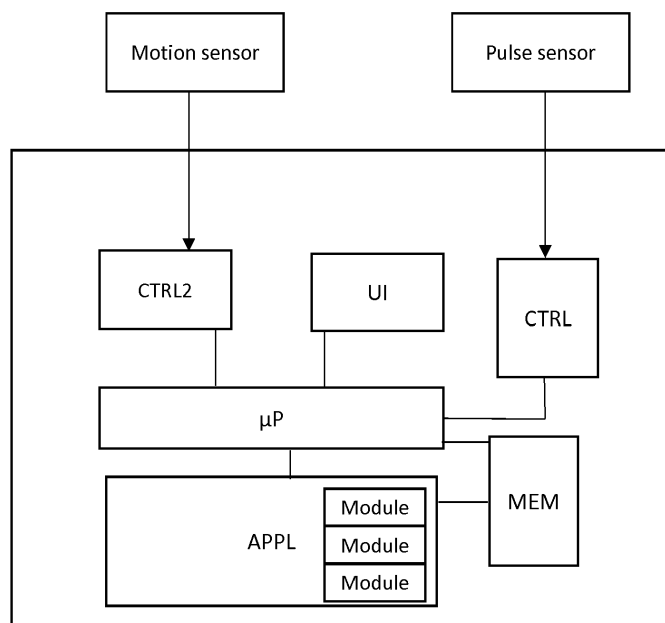 Motion sensor
Pulse sensor
CTRL2
UI
CTRL
µP
MEM
APPL
Module
Module
Module